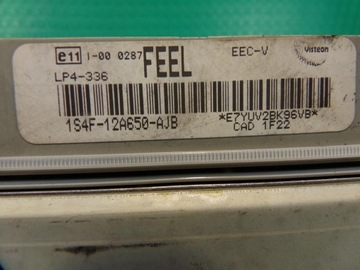 e11 I-00 0287 FEEL EEC-V Visteon
LP4-336
1S4F-12A650-AJB *E7YUV2BK96VB*
CAD 1F22